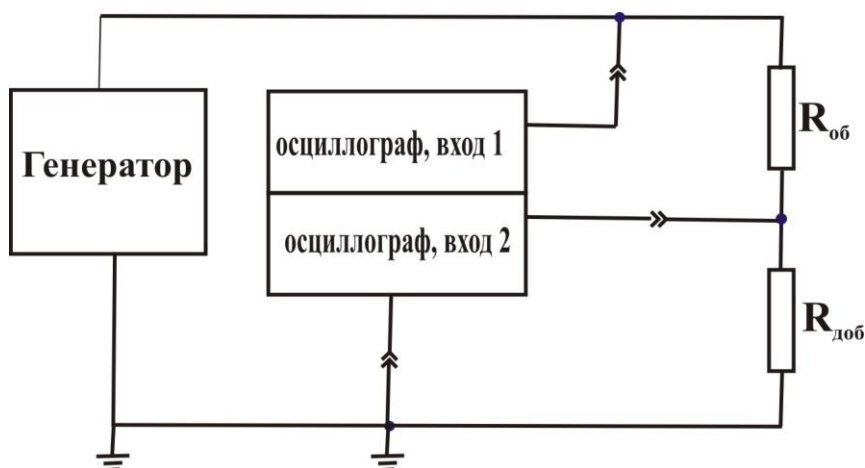 Генератор
осциллограф, вход 1
осциллограф, вход 2
Rоб
Rдоб